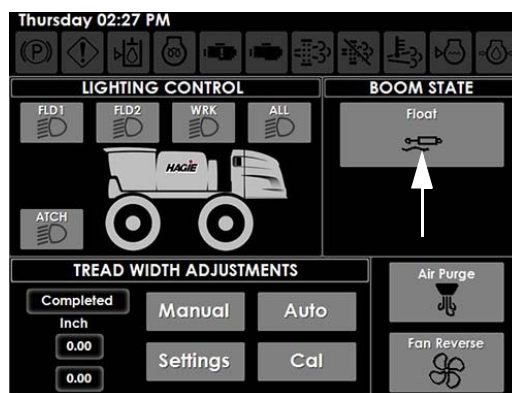 Thursday 02:27 PM
LIGHTING CONTROL
FLD1 FLD2 WRK ALL
HAGIE
ATCH
BOOM STATE
Float
TREAD WIDTH ADJUSTMENTS
Completed
Inch
0.00
0.00
Manual Auto
Settings Cal
Air Purge
Fan Reverse